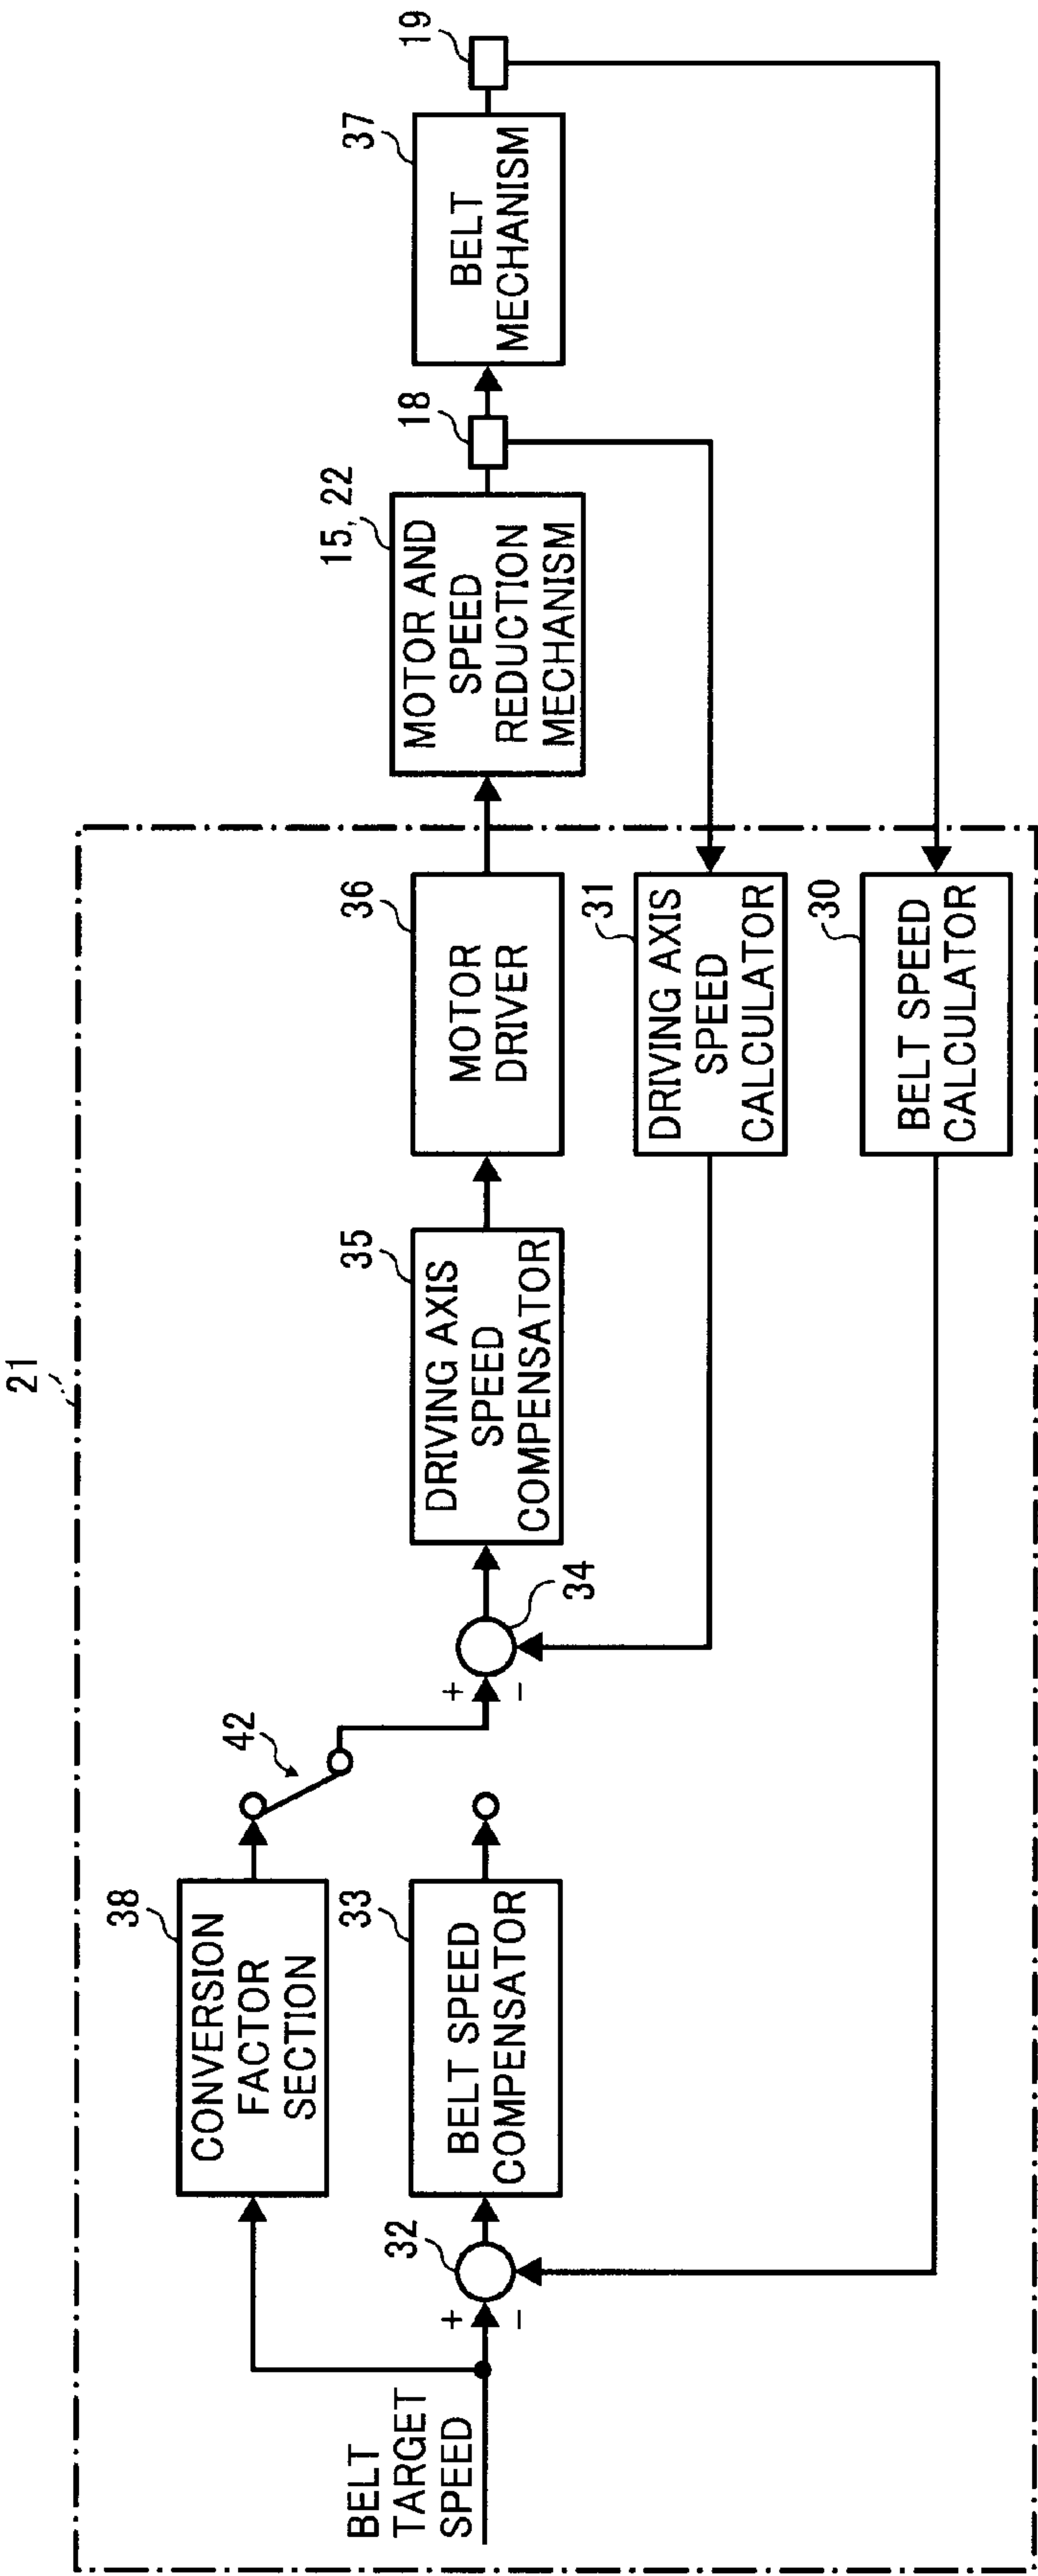 21
38
CONVERSION
FACTOR
SECTION
42
BELT
TARGET
SPEED
+
−
32
33
BELT SPEED
COMPENSATOR
+
−
34
35
DRIVING AXIS
SPEED
COMPENSATOR
36
MOTOR
DRIVER
15, 22
MOTOR AND
SPEED
REDUCTION
MECHANISM
18
37
BELT
MECHANISM
19
31
DRIVING AXIS
SPEED
CALCULATOR
30
BELT SPEED
CALCULATOR